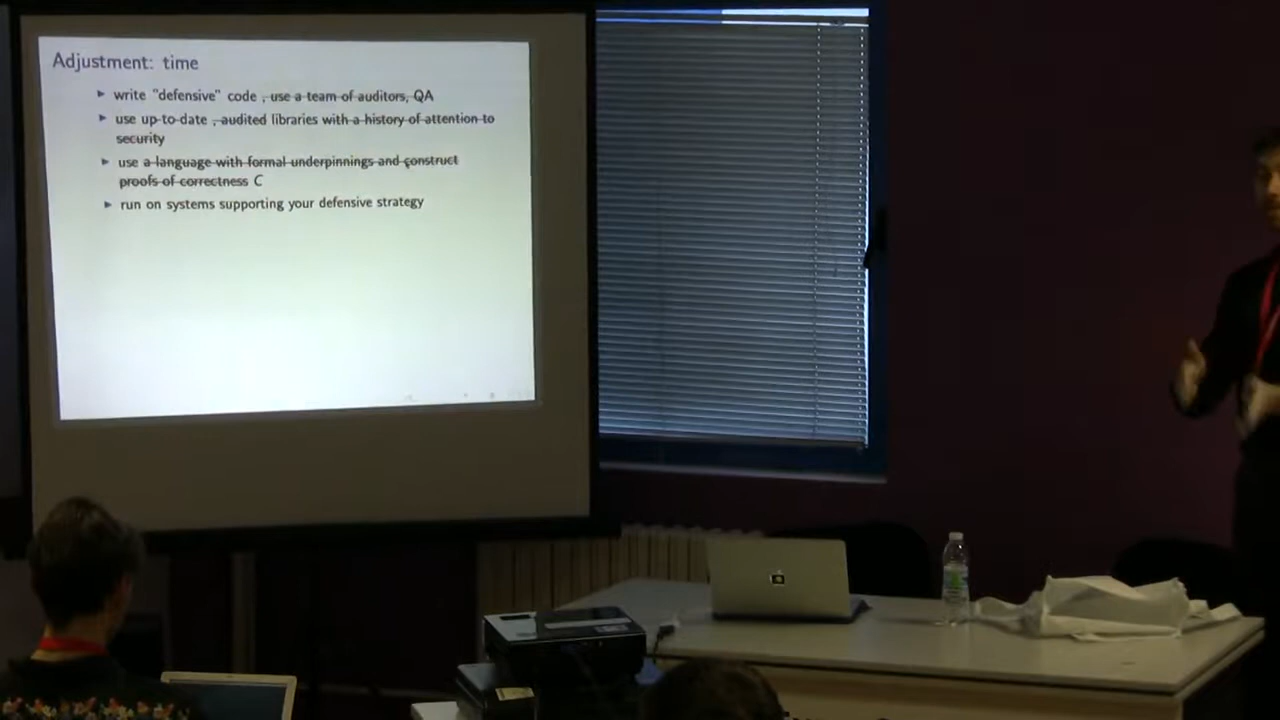 Adjustment: time
write "defensive" code , use a team of auditors, QA
use up-to-date , audited libraries with a history of attention to
security
use a language with formal underpinnings and construct
proofs of correctness C
run on systems supporting your defensive strategy